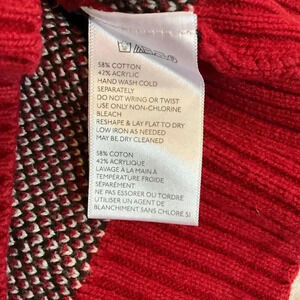 58% COTTON
42% ACRYLIC
HAND WASH COLD
SEPARATELY
DO NOT WRING OR TWIST
USE ONLY NON-CHLORINE
BLEACH
RESHAPE & LAY FLAT TO DRY
LOW IRON AS NEEDED
MAY BE DRY CLEANED
58% COTON
42% ACRYLIQUE
LAVAGE À LA MAIN À
TEMPÉRATURE FROIDE
SÉPARÉMENT
NE PAS ESSORER OU TORDRE
UTILISER UN AGENT DE
BLANCHIMENT SANS CHLORE SI